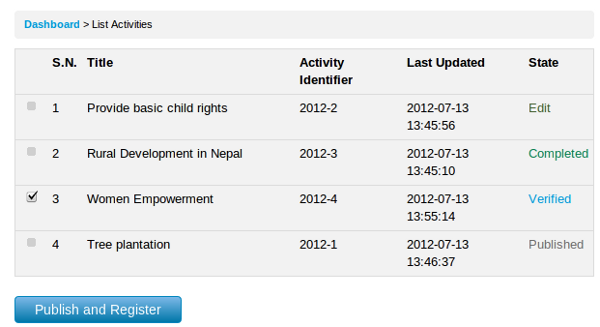 Dashboard > List Activities
S.N. Title Activity Identifier Last Updated State
1 Provide basic child rights 2012-2 2012-07-13 13:45:56 Edit
2 Rural Development in Nepal 2012-3 2012-07-13 13:45:10 Completed
3 Women Empowerment 2012-4 2012-07-13 13:55:14 Verified
4 Tree plantation 2012-1 2012-07-13 13:46:37 Published
Publish and Register